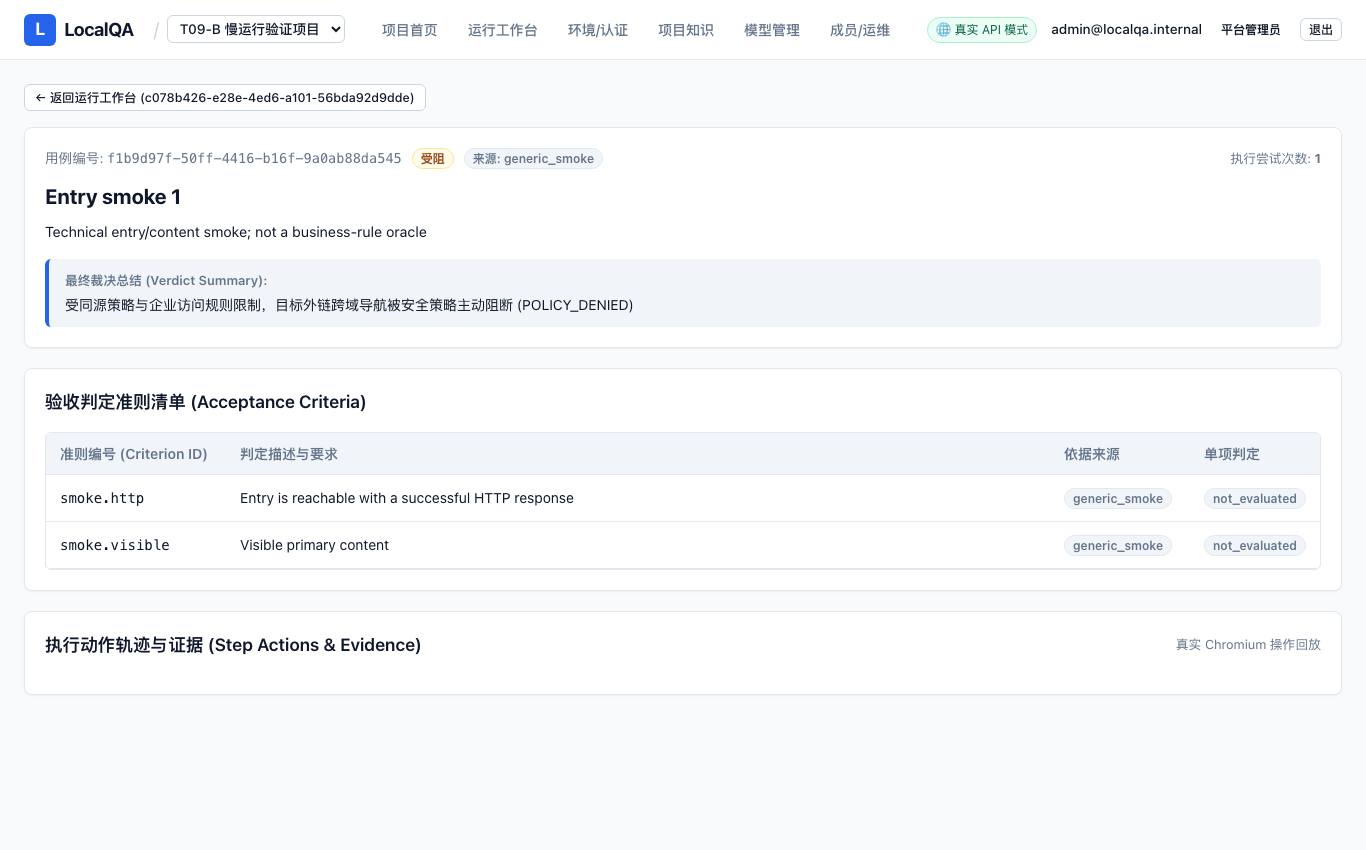 L LocalQA / T09-B 慢运行验证项目 项目首页 运行工作台 环境/认证 项目知识 模型管理 成员/运维 真实 API 模式 admin@localqa.internal 平台管理员 退出
← 返回运行工作台 (c078b426-e28e-4ed6-a101-56bda92d9dde)
用例编号: f1b9d97f-50ff-4416-b16f-9a0ab88da545 受阻 来源: generic_smoke 执行尝试次数: 1
Entry smoke 1
Technical entry/content smoke; not a business-rule oracle
最终裁决总结 (Verdict Summary):
受同源策略与企业访问规则限制，目标外链跨域导航被安全策略主动阻断 (POLICY_DENIED)
验收判定准则清单 (Acceptance Criteria)
准则编号 (Criterion ID) 判定描述与要求 依据来源 单项判定
smoke.http Entry is reachable with a successful HTTP response generic_smoke not_evaluated
smoke.visible Visible primary content generic_smoke not_evaluated
执行动作轨迹与证据 (Step Actions & Evidence) 真实 Chromium 操作回放